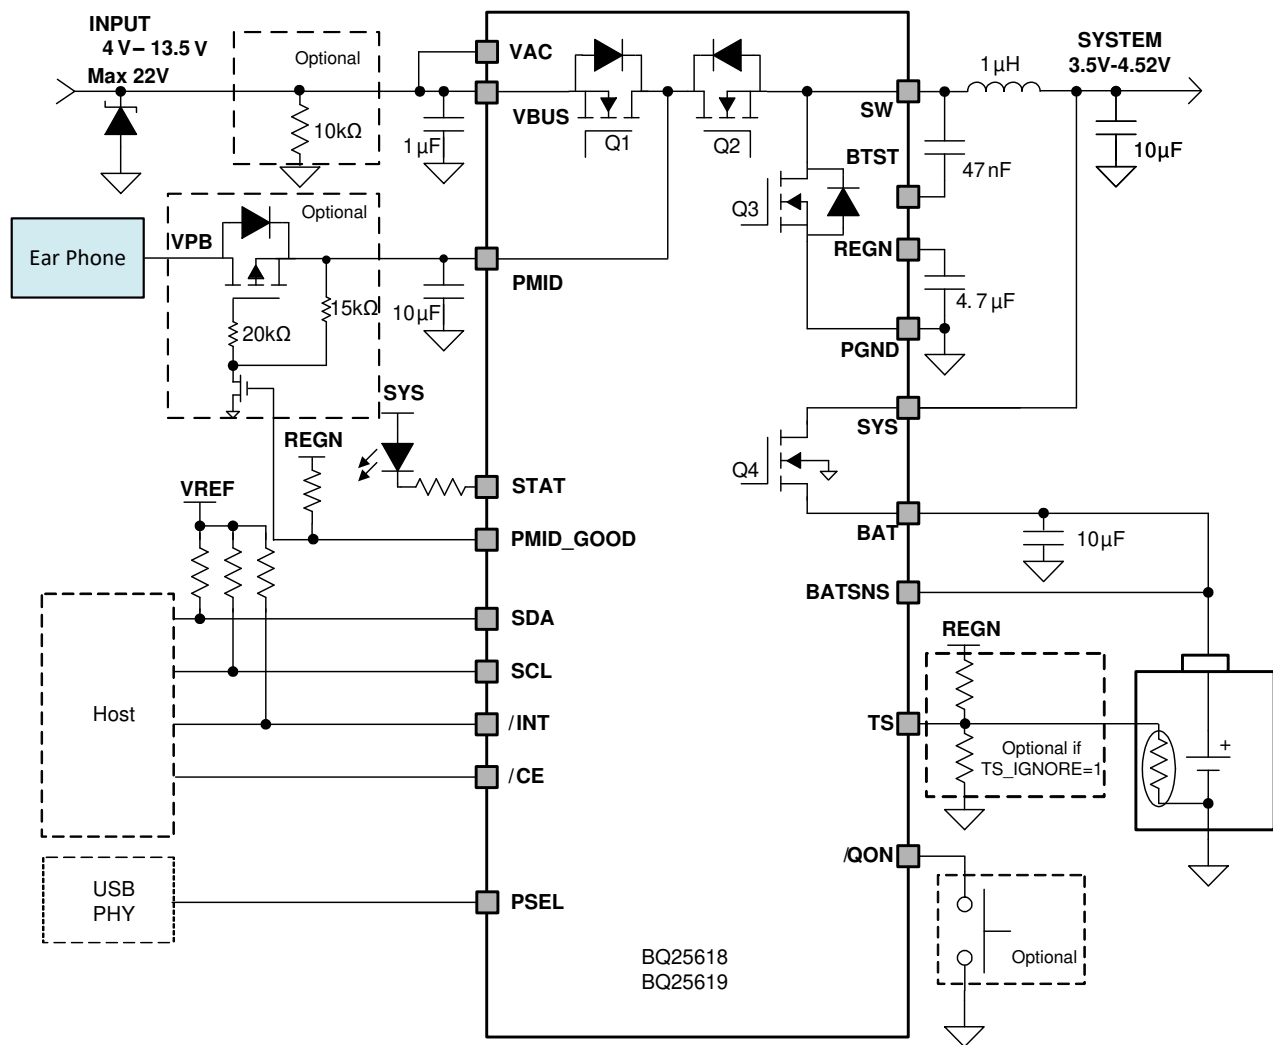 INPUT
4 V – 13.5 V
Max 22V
Optional
10kΩ
1 µF
VAC
VBUS
Q1
Q2
SW
1 µH
SYSTEM
3.5V-4.52V
10µF
BTST
47 nF
Q3
REGN
4. 7 µF
PGND
Ear Phone
VPB
Optional
15kΩ
20kΩ
10 µF
PMID
SYS
SYS
Q4
REGN
STAT
VREF
PMID_GOOD
BAT
10 µF
BATSNS
SDA
REGN
SCL
Host
/INT
TS
Optional if
TS_IGNORE=1
+
/CE
/QON
USB
PHY
PSEL
Optional
BQ25618
BQ25619